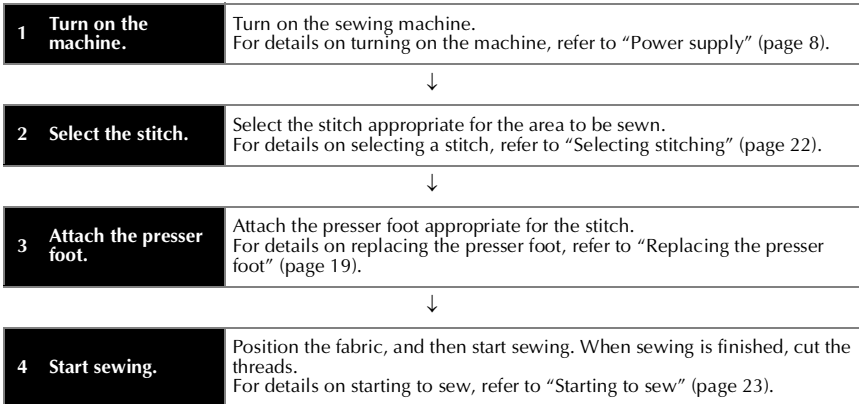 1 Turn on the machine.
Turn on the sewing machine.
For details on turning on the machine, refer to “Power supply” (page 8).
↓
2 Select the stitch.
Select the stitch appropriate for the area to be sewn.
For details on selecting a stitch, refer to “Selecting stitching” (page 22).
↓
3 Attach the presser foot.
Attach the presser foot appropriate for the stitch.
For details on replacing the presser foot, refer to “Replacing the presser
foot” (page 19).
↓
4 Start sewing.
Position the fabric, and then start sewing. When sewing is finished, cut the
threads.
For details on starting to sew, refer to “Starting to sew” (page 23).